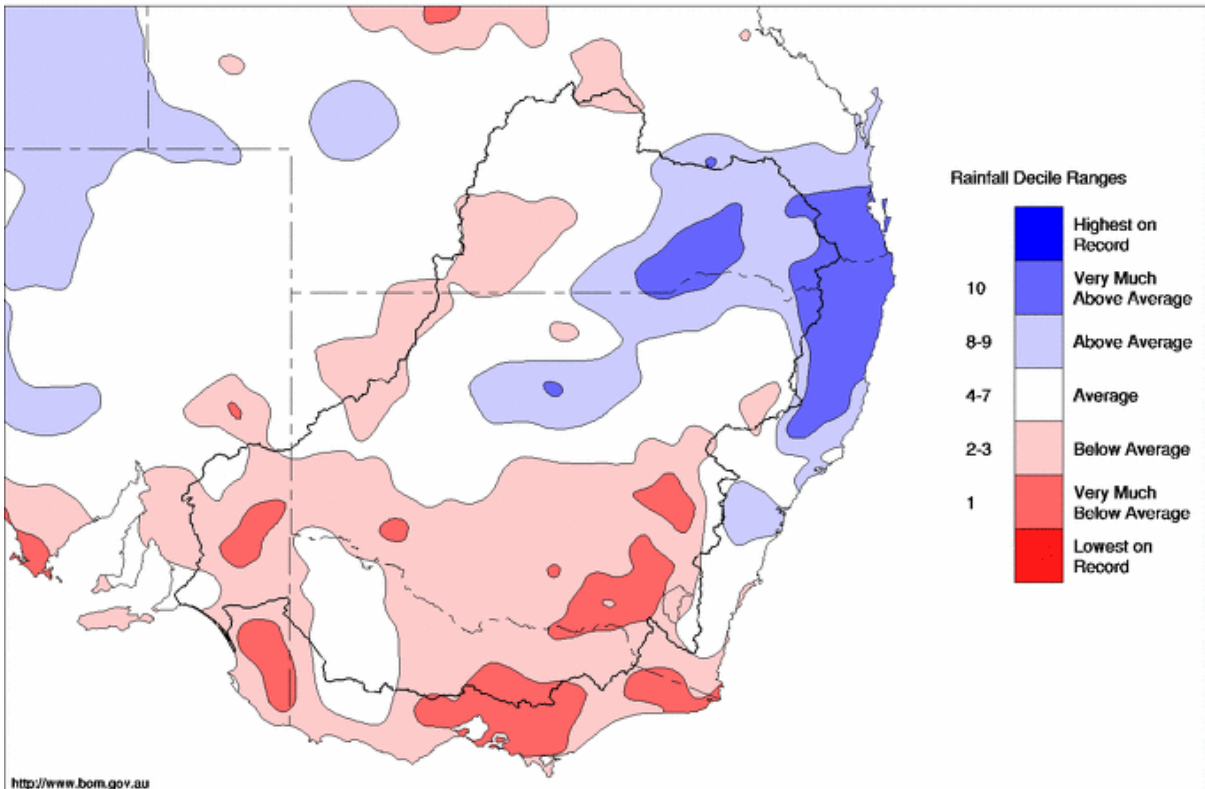 Rainfall Decile Ranges
Highest on
Record
10
Very Much
Above Average
8-9
Above Average
4-7
Average
2-3
Below Average
1
Very Much
Below Average
Lowest on
Record
http://www.bom.gov.au